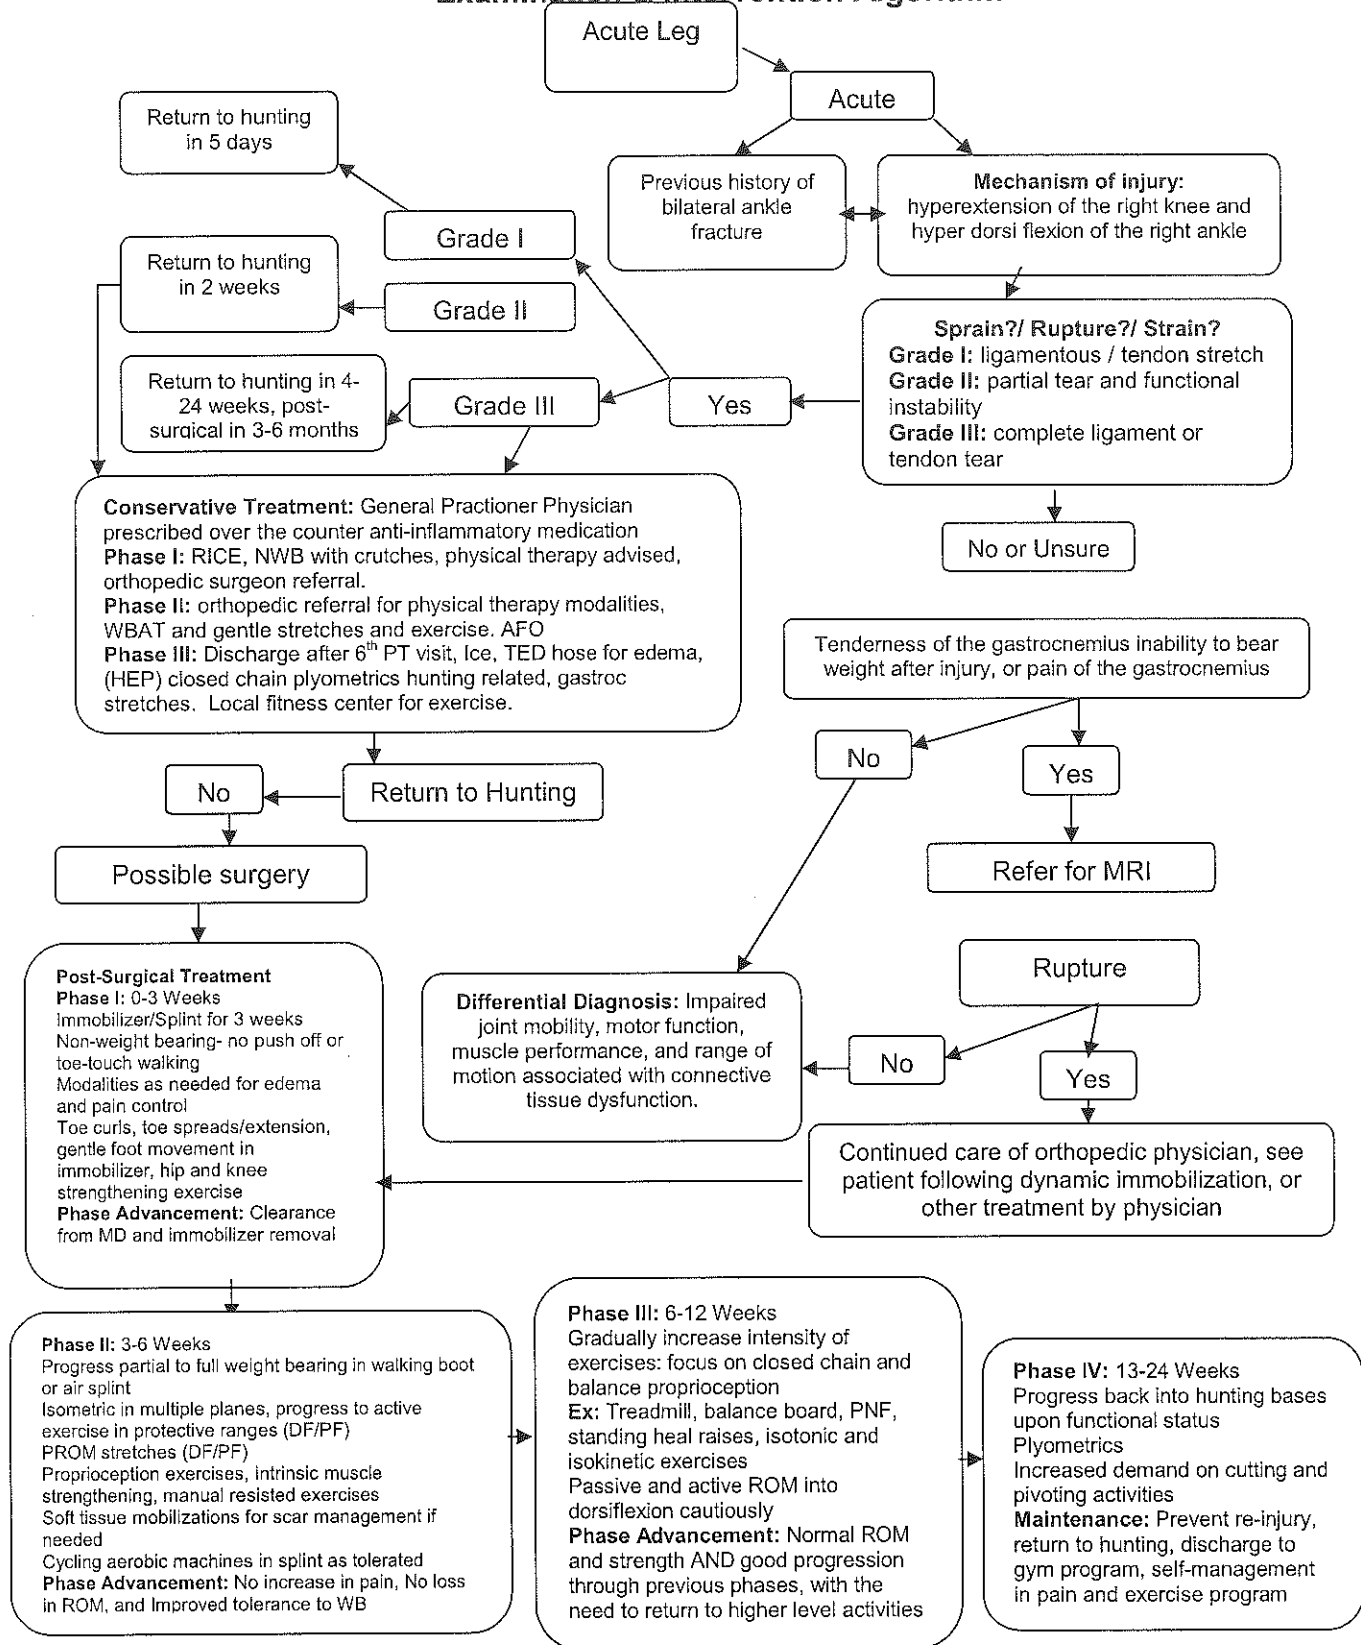 Acute Leg
Acute
Return to hunting
in 5 days
Previous history of
bilateral ankle
fracture
Mechanism of injury:
hyperextension of the right knee and
hyper dorsi flexion of the right ankle
Grade I
Return to hunting
in 2 weeks
Grade II
Sprain?/ Rupture?/ Strain?
Grade I: ligamentous / tendon stretch
Grade II: partial tear and functional
instability
Grade III: complete ligament or
tendon tear
Return to hunting in 4-
24 weeks, post-
surgical in 3-6 months
Grade III
Yes
Conservative Treatment: General Practioner Physician
prescribed over the counter anti-inflammatory medication
Phase I: RICE, NWB with crutches, physical therapy advised,
orthopedic surgeon referral.
Phase II: orthopedic referral for physical therapy modalities,
WBAT and gentle stretches and exercise. AFO
Phase III: Discharge after 6th PT visit, Ice, TED hose for edema,
(HEP) closed chain plyometrics hunting related, gastroc
stretches. Local fitness center for exercise.
No or Unsure
Tenderness of the gastrocnemius inability to bear
weight after injury, or pain of the gastrocnemius
No
Yes
No
Return to Hunting
Possible surgery
Refer for MRI
Rupture
Post-Surgical Treatment
Phase I: 0-3 Weeks
Immobilizer/Splint for 3 weeks
Non-weight bearing- no push off or
toe-touch walking
Modalities as needed for edema
and pain control
Toe curls, toe spreads/extension,
gentle foot movement in
immobilizer, hip and knee
strengthening exercise
Phase Advancement: Clearance
from MD and immobilizer removal
Differential Diagnosis: Impaired
joint mobility, motor function,
muscle performance, and range of
motion associated with connective
tissue dysfunction.
No
Yes
Continued care of orthopedic physician, see
patient following dynamic immobilization, or
other treatment by physician
Phase II: 3-6 Weeks
Progress partial to full weight bearing in walking boot
or air splint
Isometric in multiple planes, progress to active
exercise in protective ranges (DF/PF)
PROM stretches (DF/PF)
Proprioception exercises, intrinsic muscle
strengthening, manual resisted exercises
Soft tissue mobilizations for scar management if
needed
Cycling aerobic machines in splint as tolerated
Phase Advancement: No increase in pain, No loss
in ROM, and Improved tolerance to WB
Phase III: 6-12 Weeks
Gradually increase intensity of
exercises: focus on closed chain and
balance proprioception
Ex: Treadmill, balance board, PNF,
standing heal raises, isotonic and
isokinetic exercises
Passive and active ROM into
dorsiflexion cautiously
Phase Advancement: Normal ROM
and strength AND good progression
through previous phases, with the
need to return to higher level activities
Phase IV: 13-24 Weeks
Progress back into hunting bases
upon functional status
Plyometrics
Increased demand on cutting and
pivoting activities
Maintenance: Prevent re-injury,
return to hunting, discharge to
gym program, self-management
in pain and exercise program